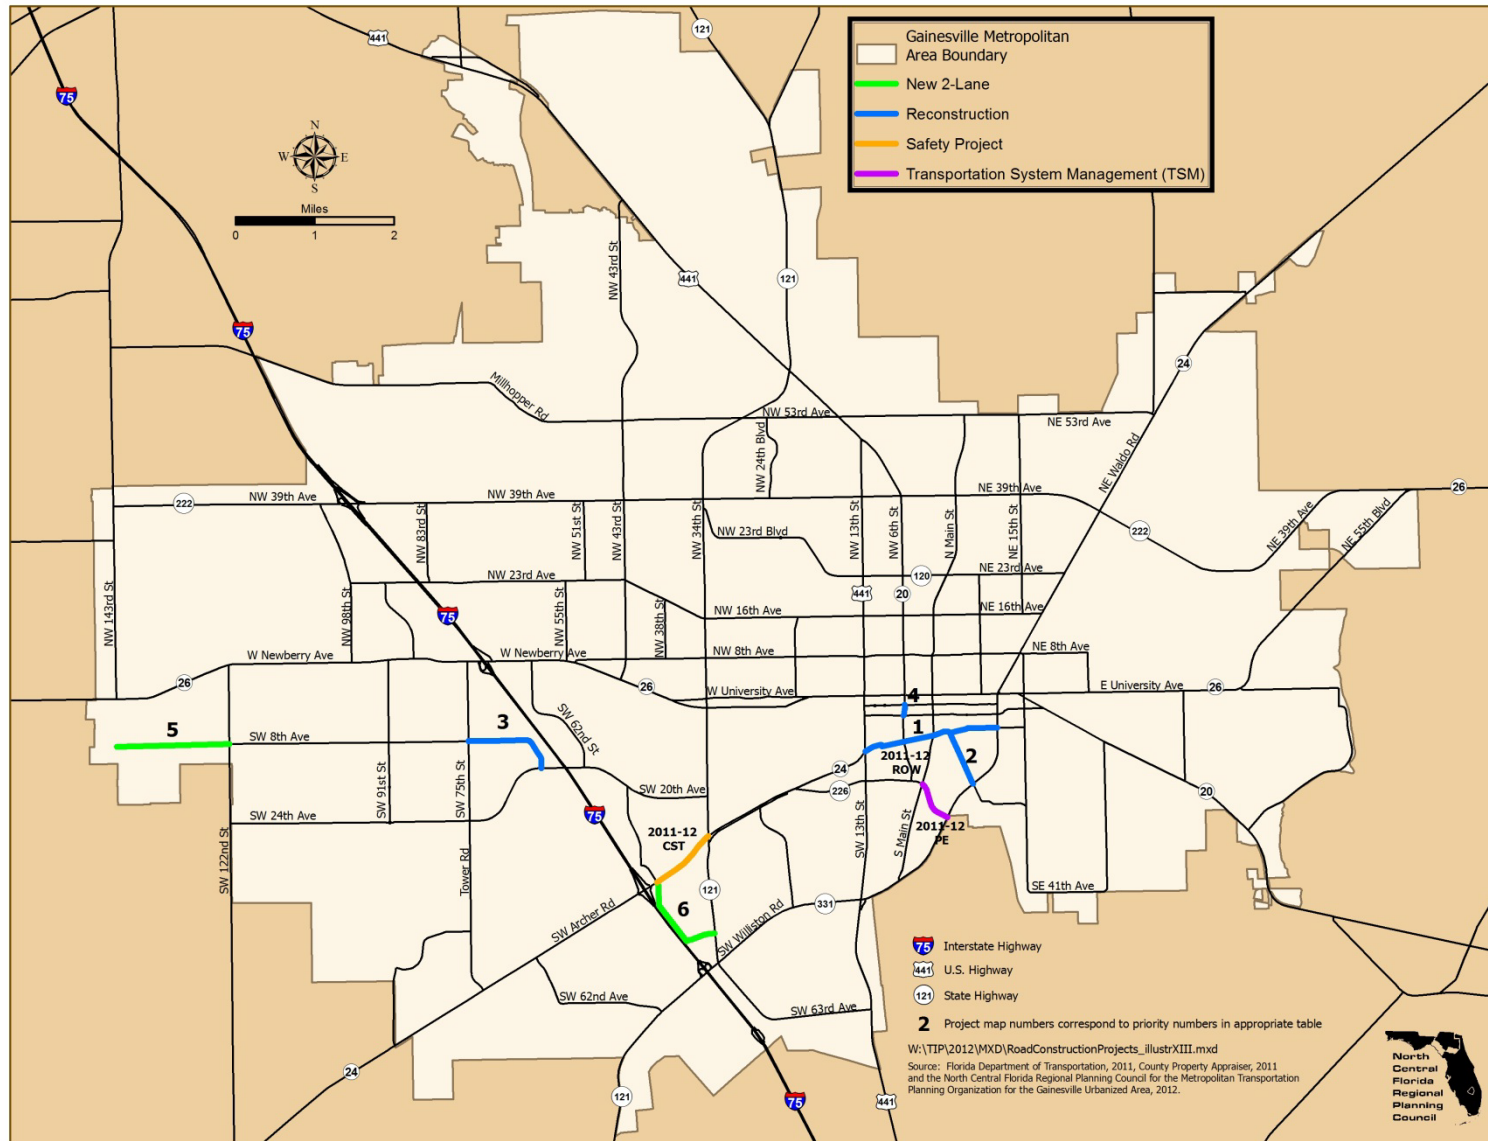 Gainesville Metropolitan
Area Boundary
New 2-Lane
Reconstruction
Safety Project
Transportation System Management (TSM)
441
121
75
N
W E
S
Miles
0 1 2
NW 43rd St
441
121
75
24
Millhopper Rd
NW 53rd Ave
NE 53rd Ave
NW 24th Blvd
NE Waldo Rd
222
NW 39th Ave
NW 39th Ave
NE 39th Ave
26
NW 83rd St
NW 51st St
NW 43rd St
NW 34th St
NW 23rd Blvd
NW 13th St
NW 6th St
N Main St
NE 15th St
222
NE 39th Ave
NE 55th Blvd
NW 143rd St
NW 98th St
NW 23rd Ave
120
NE 23rd Ave
441
20
75
NW 55th St
NW 38th St
NW 16th Ave
NE 16th Ave
W Newberry Ave
W Newberry Ave
NW 8th Ave
NE 8th Ave
26
26
W University Ave
E University Ave
26
4
5
SW 8th Ave
3
SW 62nd St
1
2011-12
ROW
2
24
226
SW 20th Ave
20
SW 91st St
SW 75th St
SW 24th Ave
75
2011-12
CST
SW 13th St
S Main St
2011-12
PE
SW 122nd St
Tower Rd
121
SE 41th Ave
6
SW Archer Rd
331
SW Williston Rd
SW 62nd Ave
SW 63rd Ave
24
121
75
441
75 Interstate Highway
441 U.S. Highway
121 State Highway
2 Project map numbers correspond to priority numbers in appropriate table
W:\TIP\2012\MXD\RoadConstructionProjects_illustrXIII.mxd
Source: Florida Department of Transportation, 2011, County Property Appraiser, 2011
and the North Central Florida Regional Planning Council for the Metropolitan Transportation
Planning Organization for the Gainesville Urbanized Area, 2012.
North
Central
Florida
Regional
Planning
Council